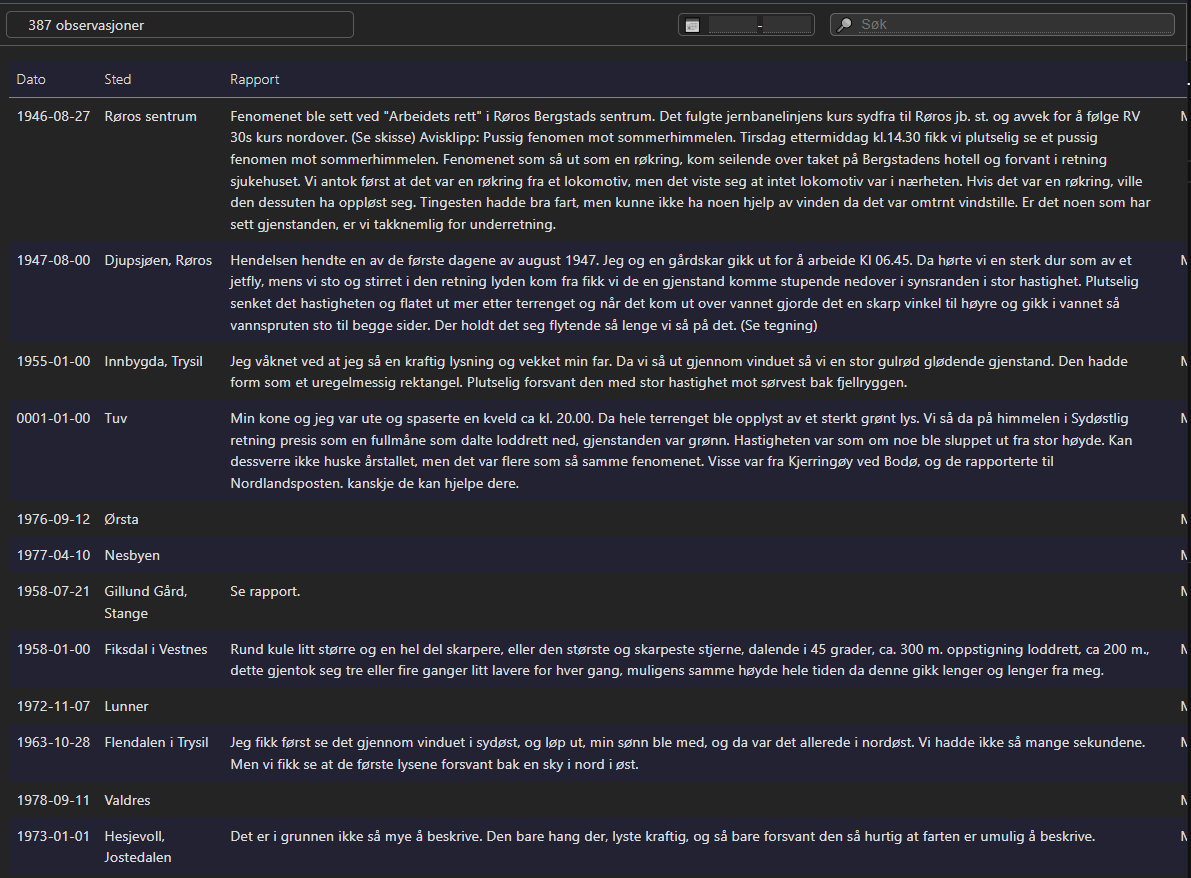 387 observasjoner
-
Søk
Dato Sted Rapport
1946-08-27 Røros sentrum Fenomenet ble sett ved "Arbeidets rett" i Røros Bergstads sentrum. Det fulgte jernbanelinjens kurs sydfra til Røros jb. st. og avvek for å følge RV
30s kurs nordover. (Se skisse) Avisklipp: Pussig fenomen mot sommerhimmelen. Tirsdag ettermiddag kl.14.30 fikk vi plutselig se et pussig
fenomen mot sommerhimmelen. Fenomenet som så ut som en røkring, kom seilende over taket på Bergstadens hotell og forvant i retning
sjukehuset. Vi antok først at det var en røkring fra et lokomotiv, men det viste seg at intet lokomotiv var i nærheten. Hvis det var en røkring, ville
den dessuten ha oppløst seg. Tingesten hadde bra fart, men kunne ikke ha noen hjelp av vinden da det var omtrnt vindstille. Er det noen som har
sett gjenstanden, er vi takknemlig for underretning.
1947-08-00 Djupsjøen, Røros Hendelsen hendte en av de første dagene av august 1947. Jeg og en gårdskar gikk ut for å arbeide Kl 06.45. Da hørte vi en sterk dur som av et
jetfly, mens vi sto og stirret i den retning lyden kom fra fikk vi de en gjenstand komme stupende nedover i synsranden i stor hastighet. Plutselig
senket det hastigheten og flatet ut mer etter terrenget og når det kom ut over vannet gjorde det en skarp vinkel til høyre og gikk i vannet så
vannspruten sto til begge sider. Der holdt det seg flytende så lenge vi så på det. (Se tegning)
1955-01-00 Innbygda, Trysil Jeg våknet ved at jeg så en kraftig lysning og vekket min far. Da vi så ut gjennom vinduet så vi en stor gulrød glødende gjenstand. Den hadde
form som et uregelmessig rektangel. Plutselig forsvant den med stor hastighet mot sørvest bak fjellryggen.
0001-01-00 Tuv Min kone og jeg var ute og spaserte en kveld ca kl. 20.00. Da hele terrenget ble opplyst av et sterkt grønt lys. Vi så da på himmelen i Sydøstlig
retning presis som en fullmåne som dalte loddrett ned, gjenstanden var grønn. Hastigheten var som om noe ble sluppet ut fra stor høyde. Kan
dessverre ikke huske årstallet, men det var flere som så samme fenomenet. Visse var fra Kjerringøy ved Bodø, og de rapporterte til
Nordlandsposten. kanskje de kan hjelpe dere.
1976-09-12 Ørsta
1977-04-10 Nesbyen
1958-07-21 Gillund Gård, Se rapport.
Stange
1958-01-00 Fiksdal i Vestnes Rund kule litt større og en hel del skarpere, eller den største og skarpeste stjerne, dalende i 45 grader, ca. 300 m. oppstigning loddrett, ca 200 m.,
dette gjentok seg tre eller fire ganger litt lavere for hver gang, muligens samme høyde hele tiden da denne gikk lenger og lenger fra meg.
1972-11-07 Lunner
1963-10-28 Flendalen i Trysil Jeg fikk først se det gjennom vinduet i sydøst, og løp ut, min sønn ble med, og da var det allerede i nordøst. Vi hadde ikke så mange sekundene.
Men vi fikk se at de første lysene forsvant bak en sky i nord i øst.
1978-09-11 Valdres
1973-01-01 Hesjevoll, Det er i grunnen ikke så mye å beskrive. Den bare hang der, lyste kraftig, og så bare forsvant den så hurtig at farten er umulig å beskrive.
Jostedalen